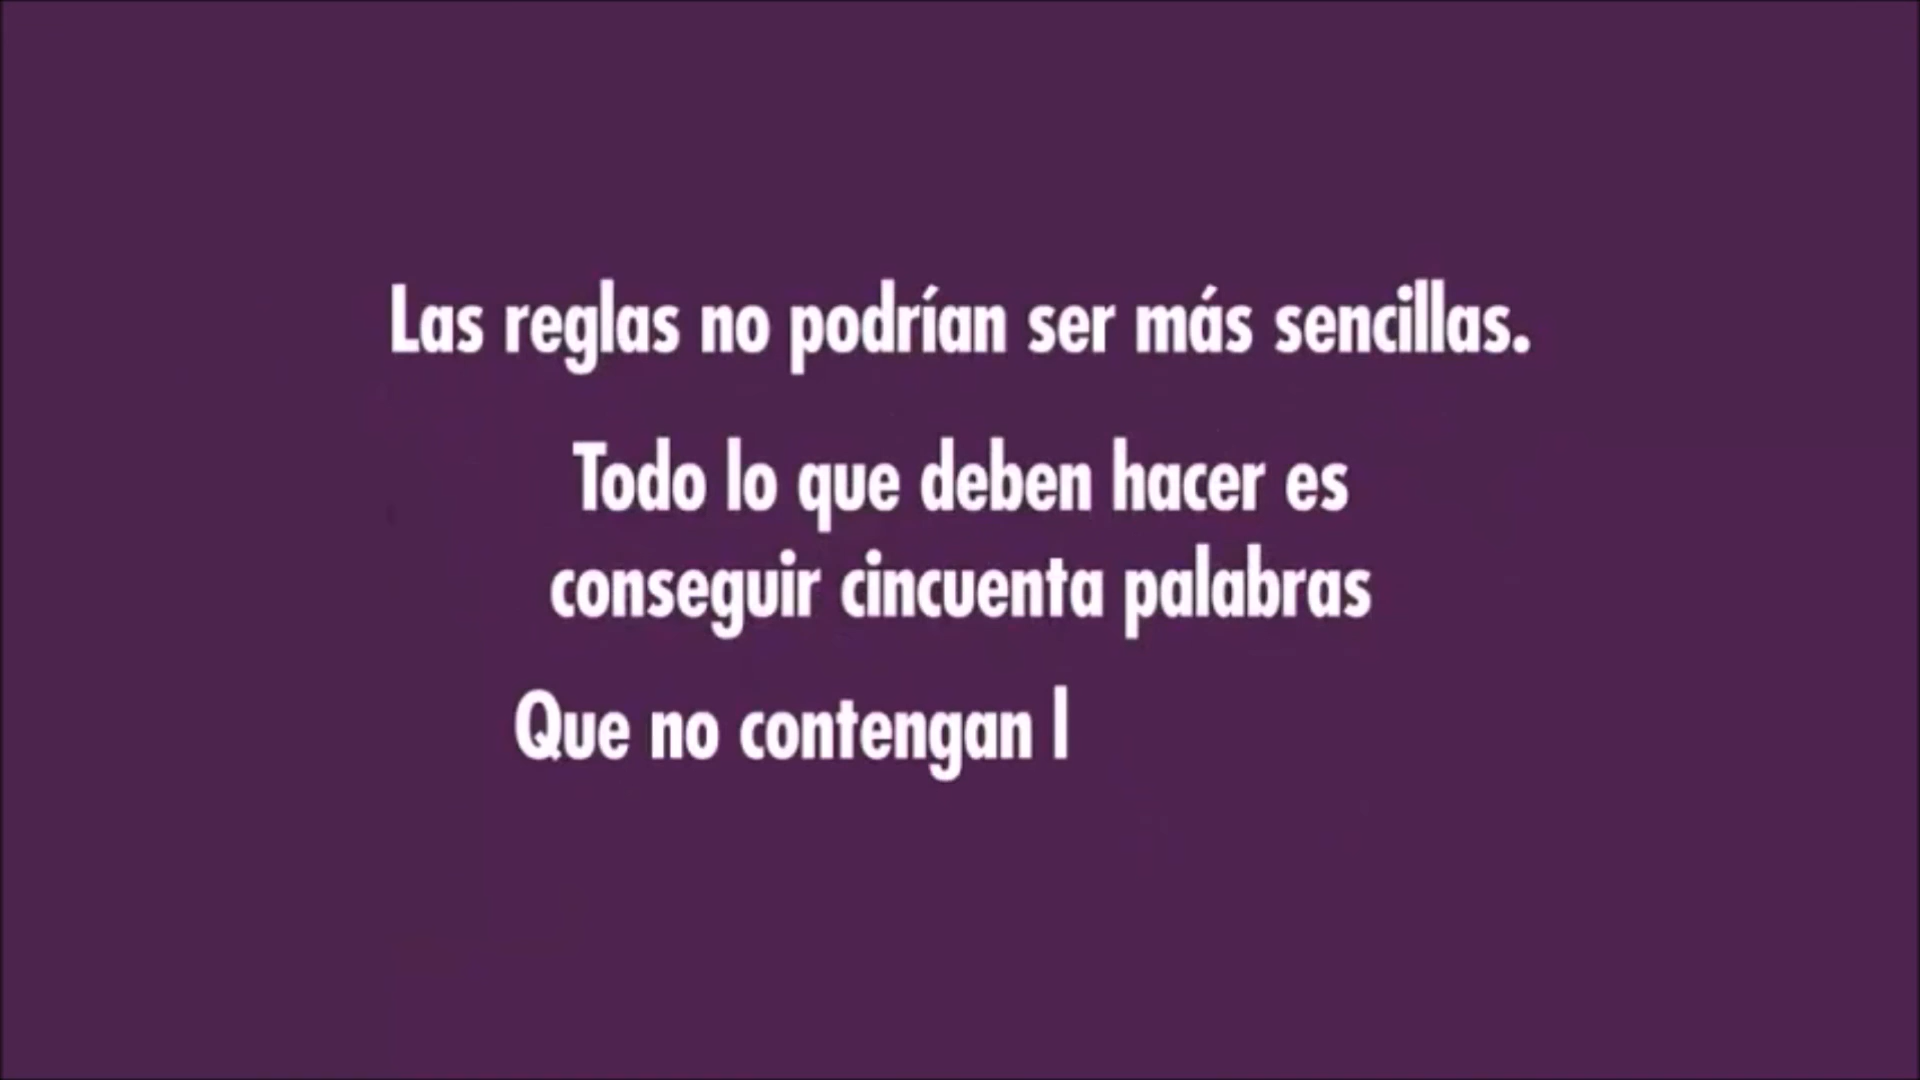 Las reglas no podrían ser más sencillas.
Todo lo que deben hacer es
conseguir cincuenta palabras
Que no contengan l